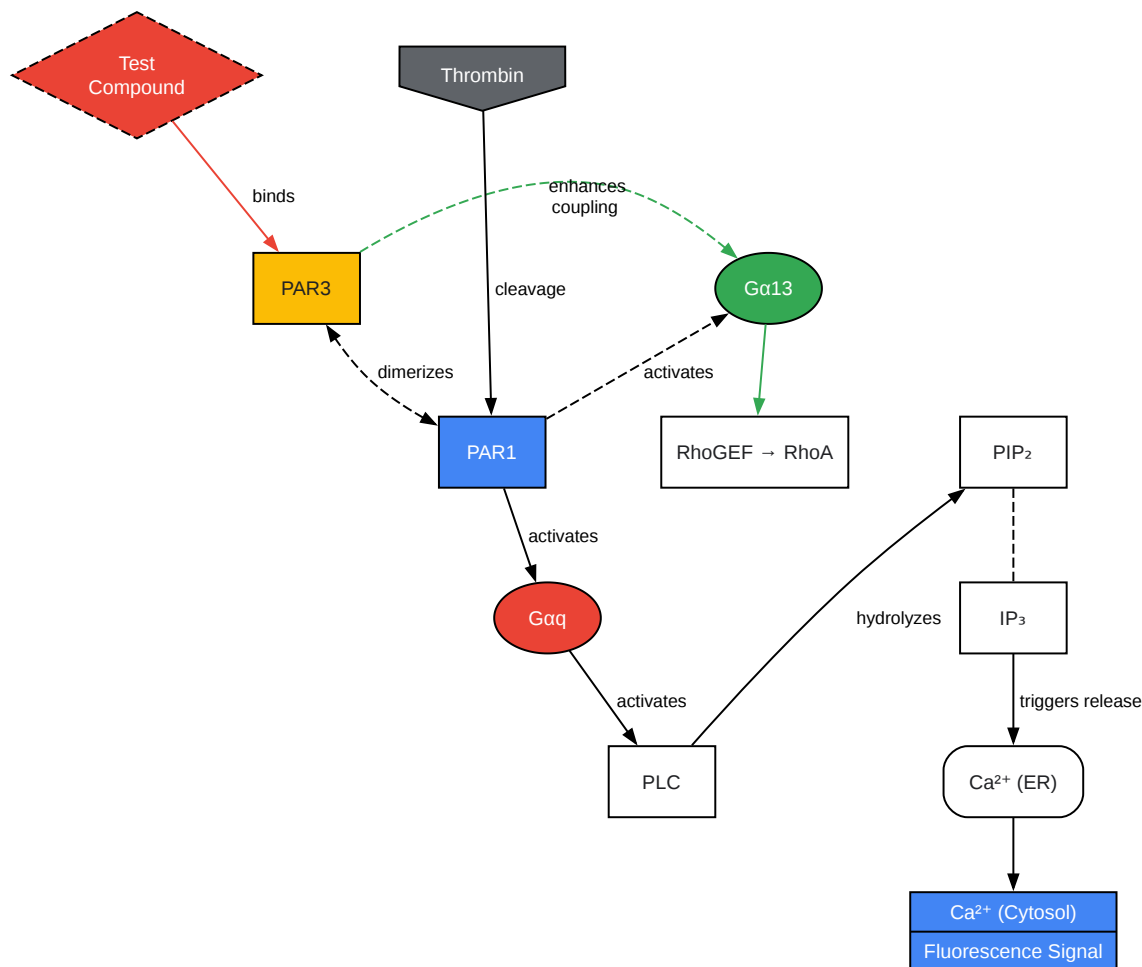 Test
Compound
Thrombin
enhances
coupling
binds
PAR3
cleavage
Gα13
dimerizes
activates
PAR1
RhoGEF → RhoA
PIP₂
activates
Gαq
hydrolyzes
IP₃
activates
triggers release
PLC
Ca²⁺ (ER)
Ca²⁺ (Cytosol)
Fluorescence Signal